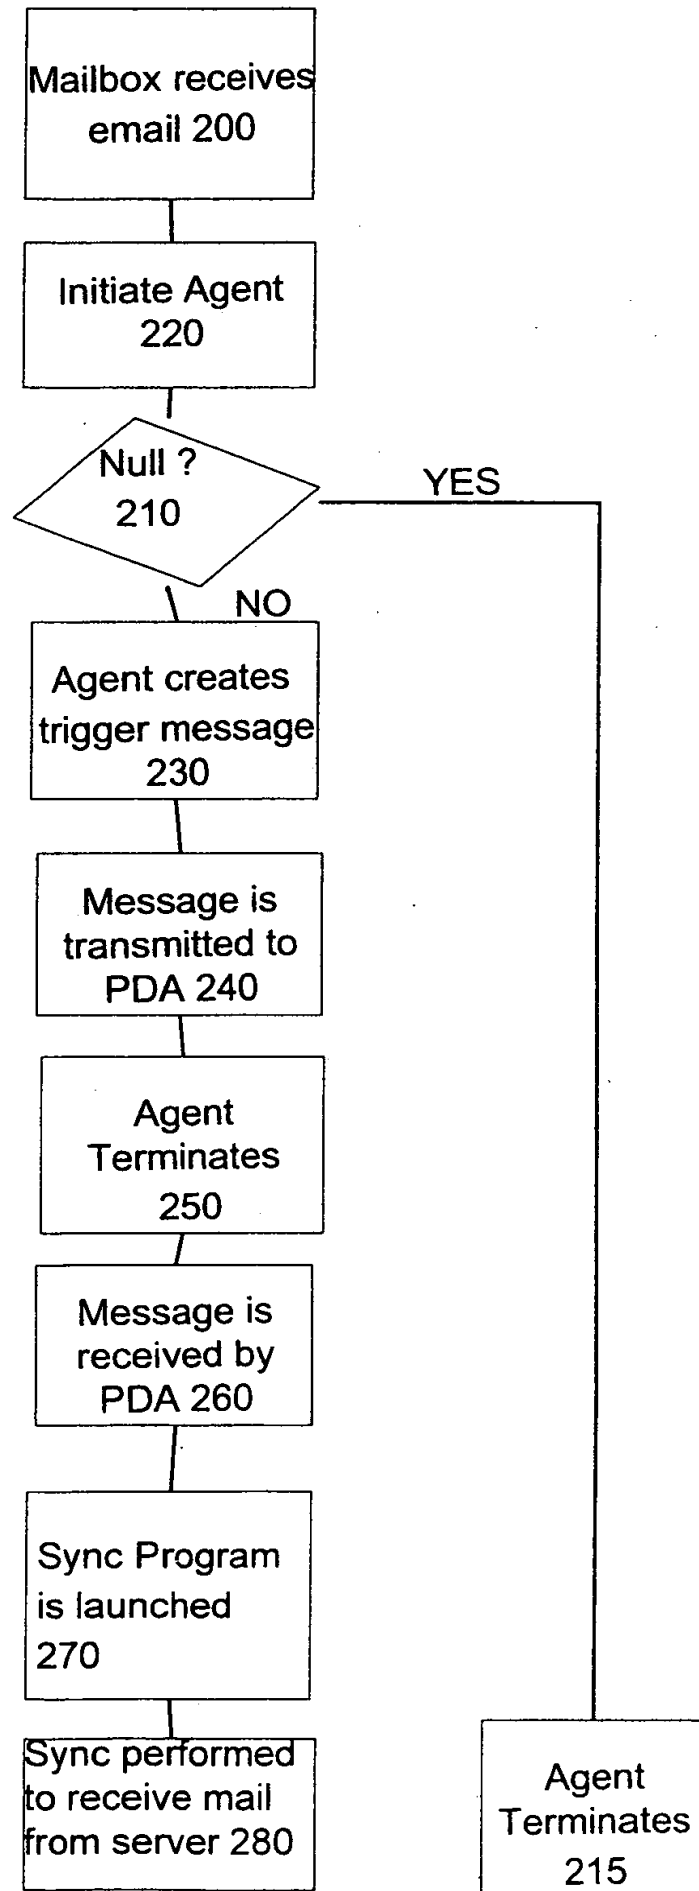 Mailbox receives
email 200
Initiate Agent
220
Null ?
210
YES
NO
Agent creates
trigger message
230
Message is
transmitted to
PDA 240
Agent
Terminates
250
Message is
received by
PDA 260
Sync Program
is launched
270
Sync performed
to receive mail
from server 280
Agent
Terminates
215